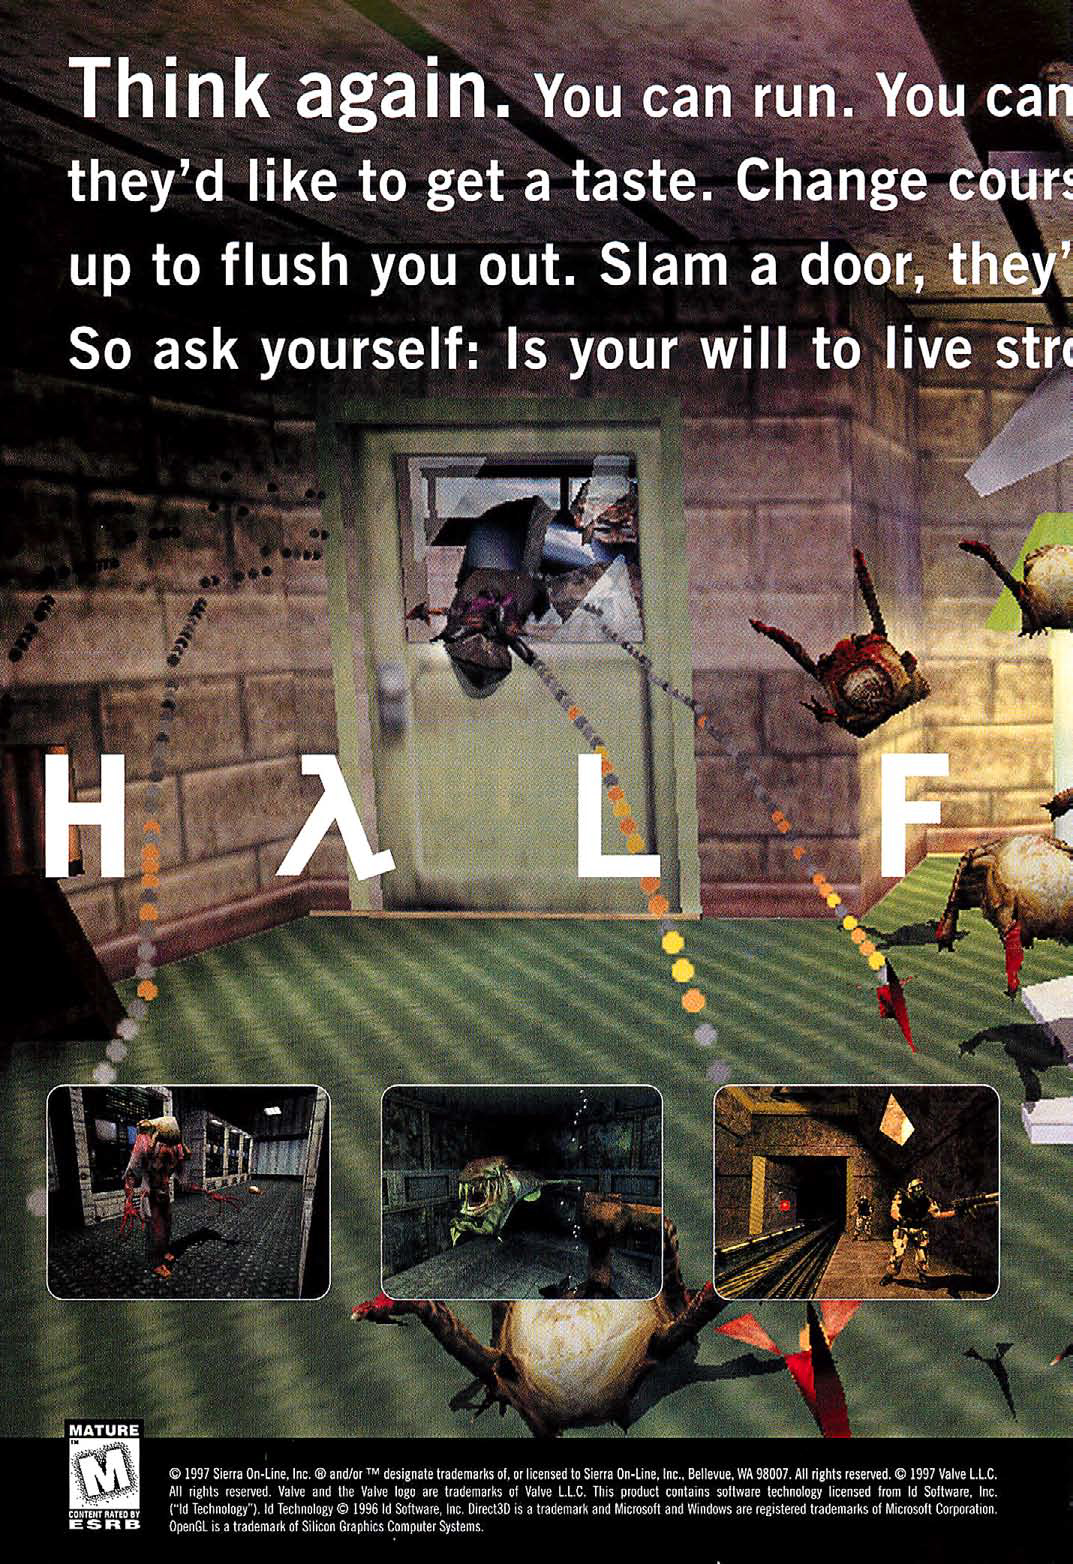 Think again. You can run. You can
they'd like to get a taste. Change cours
up to flush you out. Slam a door, they'
So ask yourself: Is your will to live stro
HλLF
MATURE
TM
M
CONTENT RATED BY
ESRB
© 1997 Sierra On-Line, Inc. ® and/or ™ designate trademarks of, or licensed to Sierra On-Line, Inc., Bellevue, WA 98007. All rights reserved. © 1997 Valve L.L.C.
All rights reserved. Valve and the Valve logo are trademarks of Valve L.L.C. This product contains software technology licensed from Id Software, Inc.
("Id Technology"). Id Technology © 1996 Id Software, Inc. Direct3D is a trademark and Microsoft and Windows are registered trademarks of Microsoft Corporation.
OpenGL is a trademark of Silicon Graphics Computer Systems.